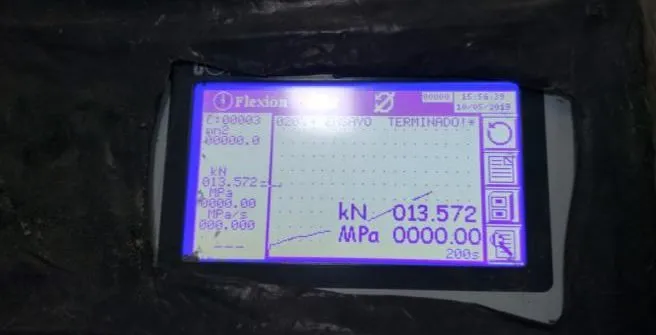 Flexion
00000
15:56:39
10/05/2019
C:00003
mm2
00000.0
TERMINADO!*
kN
013.572
MPa
0000.00
MPa/s
000.000
---
kN 013.572
MPa 0000.00
200s